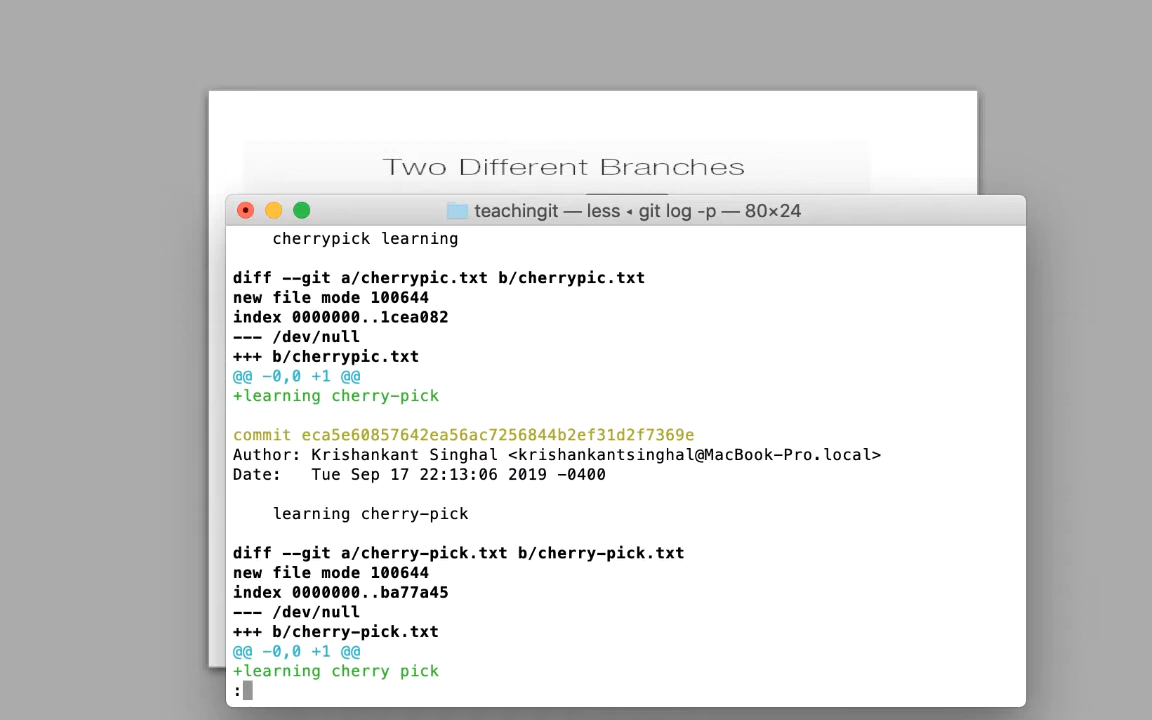 Two Different Branches
teachingit — less ◂ git log -p — 80×24
cherrypick learning
diff --git a/cherrypic.txt b/cherrypic.txt
new file mode 100644
index 0000000..1cea082
--- /dev/null
+++ b/cherrypic.txt
@@ -0,0 +1 @@
+learning cherry-pick
commit eca5e60857642ea56ac7256844b2ef31d2f7369e
Author: Krishankant Singhal <krishankantsinghal@MacBook-Pro.local>
Date:   Tue Sep 17 22:13:06 2019 -0400
learning cherry-pick
diff --git a/cherry-pick.txt b/cherry-pick.txt
new file mode 100644
index 0000000..ba77a45
--- /dev/null
+++ b/cherry-pick.txt
@@ -0,0 +1 @@
+learning cherry pick
: